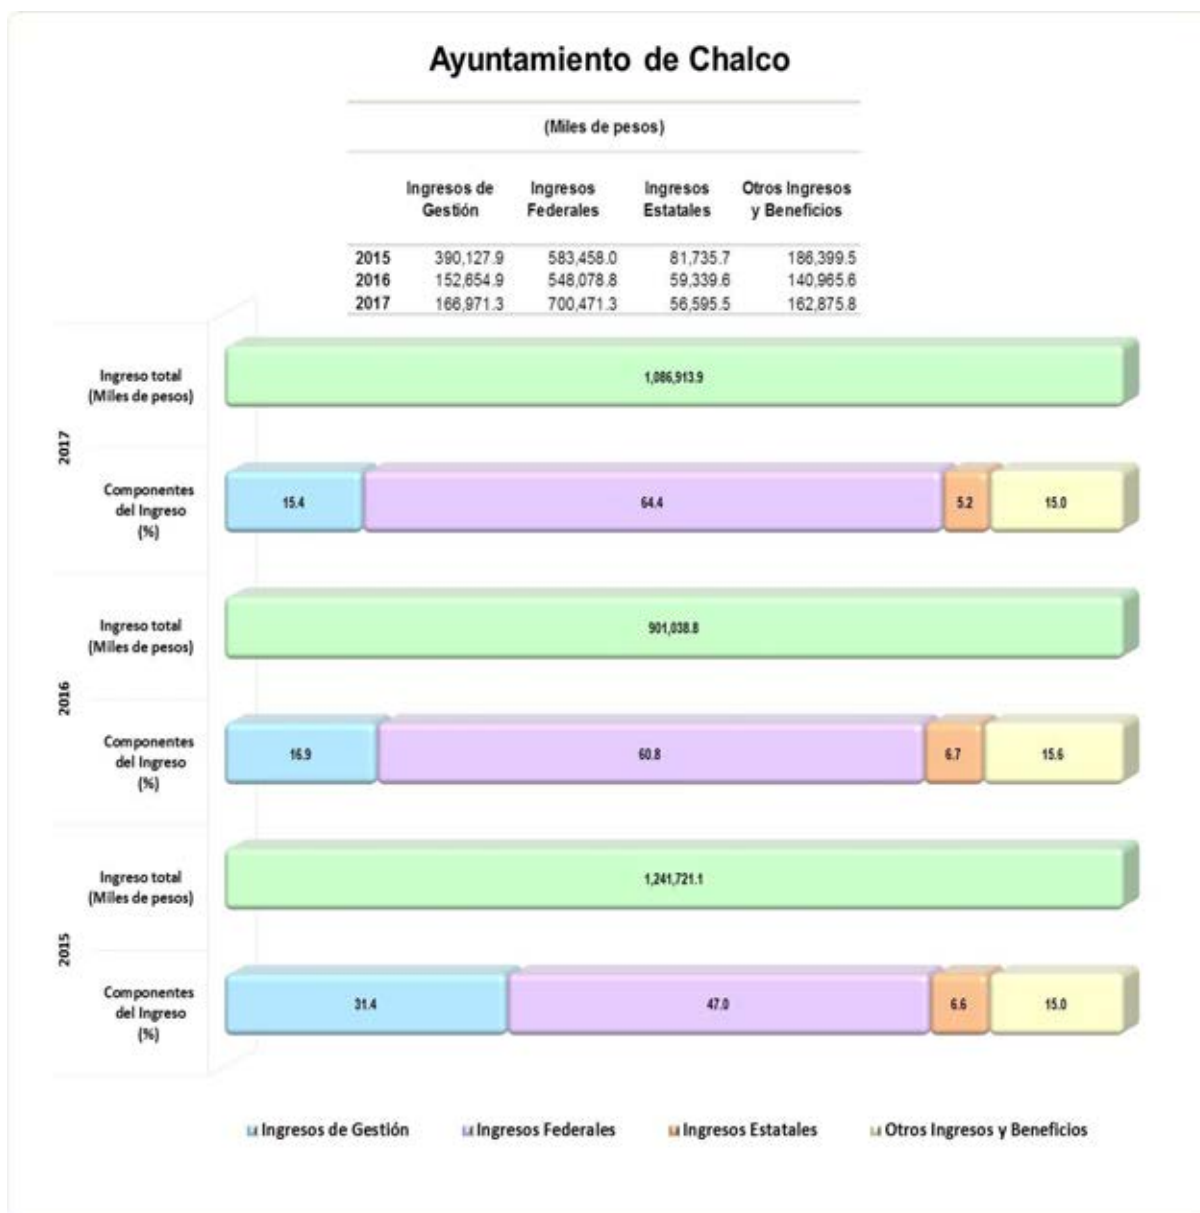 Ayuntamiento de Chalco
(Miles de pesos)
Ingresos de Gestión Ingresos Federales Ingresos Estatales Otros Ingresos y Beneficios
2015 390,127.9 583,458.0 81,735.7 186,399.5
2016 152,654.9 548,078.8 59,339.6 140,965.6
2017 166,971.3 700,471.3 56,595.5 162,875.8
2017
Ingreso total
(Miles de pesos)
1,086,913.9
Componentes
del Ingreso
(%)
15.4 64.4 5.2 15.0
2016
Ingreso total
(Miles de pesos)
901,038.8
Componentes
del Ingreso
(%)
16.9 60.8 6.7 15.6
2015
Ingreso total
(Miles de pesos)
1,241,721.1
Componentes
del Ingreso
(%)
31.4 47.0 6.6 15.0
Ingresos de Gestión Ingresos Federales Ingresos Estatales Otros Ingresos y Beneficios